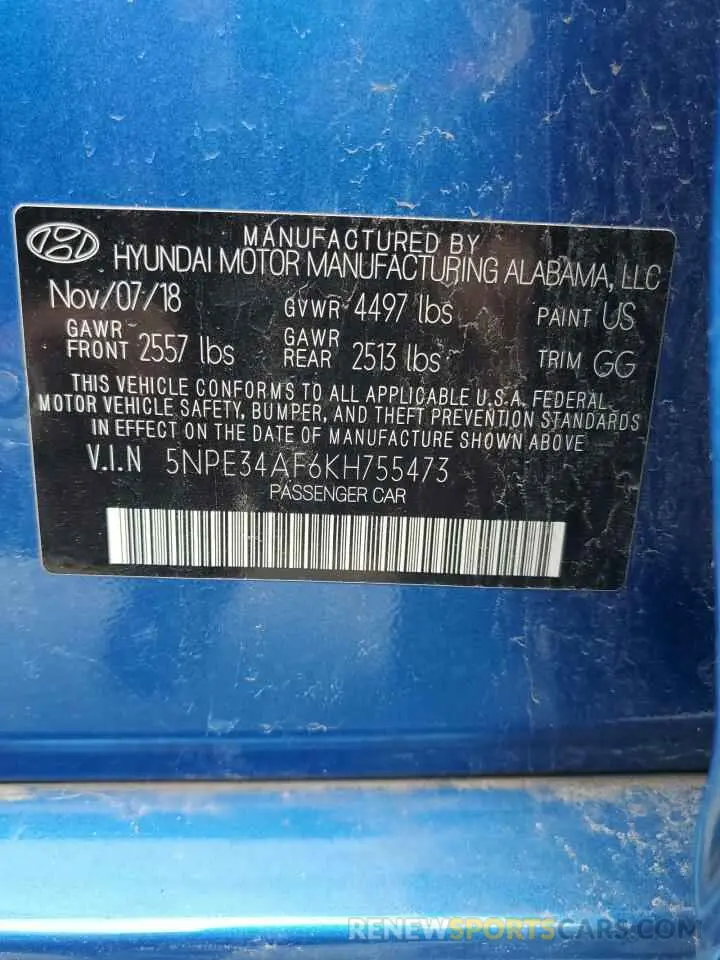 MANUFACTURED BY
HYUNDAI MOTOR MANUFACTURING ALABAMA, LLC
Nov/07/18 GVWR 4497 lbs PAINT US
GAWR FRONT 2557 lbs GAWR REAR 2513 lbs TRIM GG
THIS VEHICLE CONFORMS TO ALL APPLICABLE U.S.A. FEDERAL
MOTOR VEHICLE SAFETY, BUMPER, AND THEFT PREVENTION STANDARDS
IN EFFECT ON THE DATE OF MANUFACTURE SHOWN ABOVE
V.I.N 5NPE34AF6KH755473
PASSENGER CAR
RENEWSPORTSCARS.COM